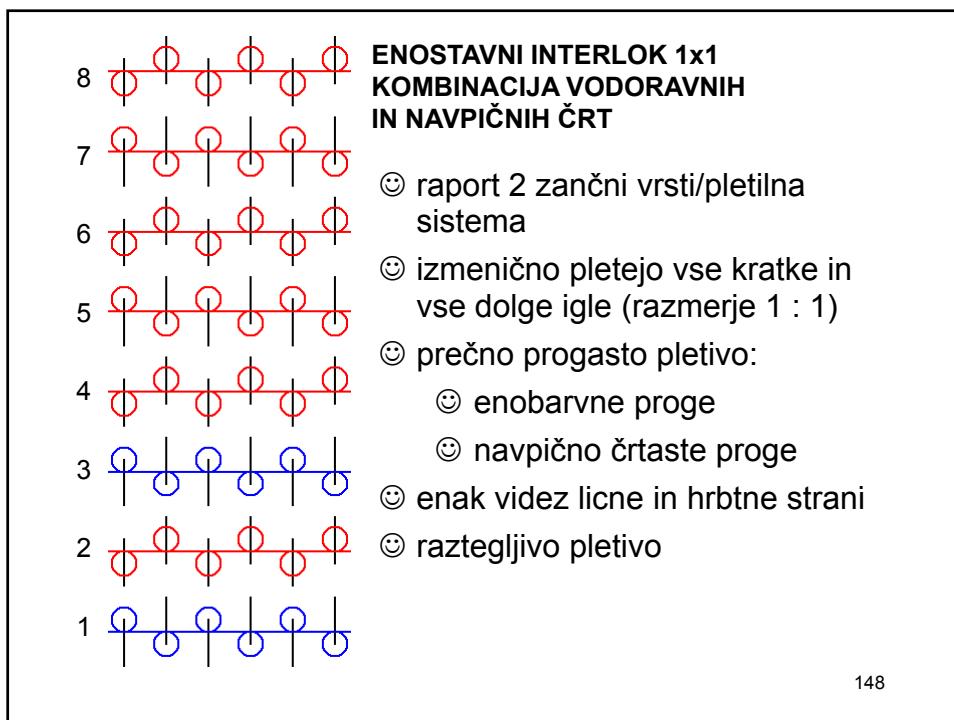 ENOSTAVNI INTERLOK 1x1
KOMBINACIJA VODORAVNIH
IN NAVPIČNIH ČRT
☺ raport 2 zančni vrsti/pletilna
sistema
☺ izmenično pletejo vse kratke in
vse dolge igle (razmerje 1 : 1)
☺ prečno progasto pletivo:
☺ enobarvne proge
☺ navpično črtaste proge
☺ enak videz licne in hrbtne strani
☺ raztegljivo pletivo
8
7
6
5
4
3
2
1
148